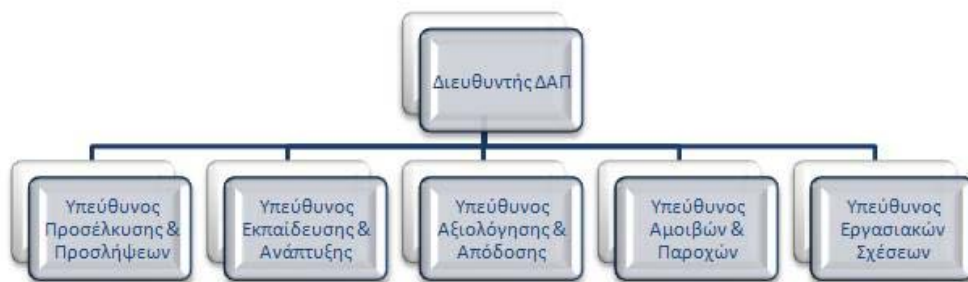 Διευθυντής ΔΑΠ
Υπεύθυνος
Προσέλκυσης &
Προσλήψεων
Υπεύθυνος
Εκπαίδευσης &
Ανάπτυξης
Υπεύθυνος
Αξιολόγησης &
Απόδοσης
Υπεύθυνος
Αμοιβών &
Παροχών
Υπεύθυνος
Εργασιακών
Σχέσεων